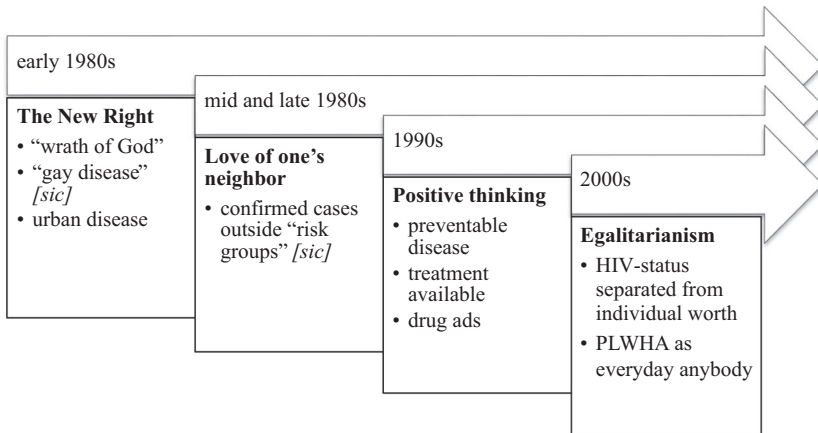 early 1980s
The New Right
• “wrath of God”
• “gay disease”
[sic]
• urban disease
mid and late 1980s
Love of one’s
neighbor
• confirmed cases
outside “risk
groups” [sic]
1990s
Positive thinking
• preventable
disease
• treatment
available
• drug ads
2000s
Egalitarianism
• HIV-status
separated from
individual worth
• PLWHA as
everyday anybody